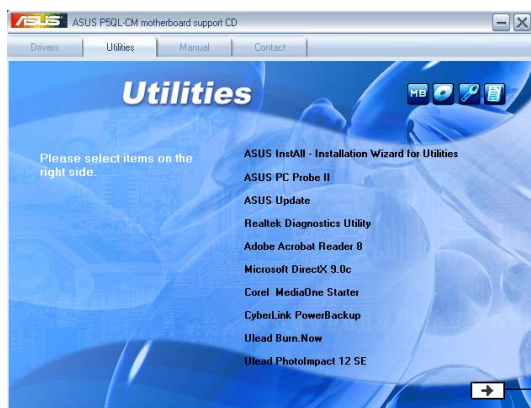 ASUS
ASUS P5QL-CM motherboard support CD
Drivers
Utilities
Manual
Contact
Utilities
MB
Please select items on the
right side.
ASUS InstAll - Installation Wizard for Utilities
ASUS PC Probe II
ASUS Update
Realtek Diagnostics Utility
Adobe Acrobat Reader 8
Microsoft DirectX 9.0c
Corel MediaOne Starter
CyberLink PowerBackup
Ulead Burn.Now
Ulead PhotoImpact 12 SE